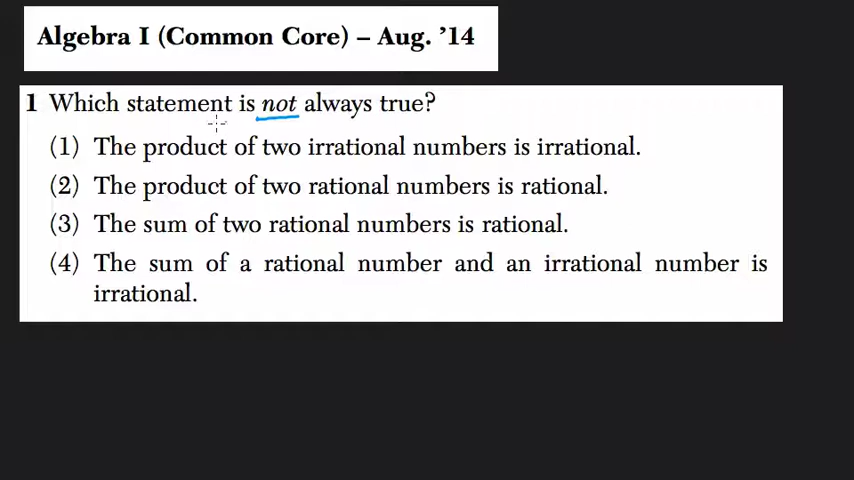 Algebra I (Common Core) – Aug. ’14
1 Which statement is not always true?
(1) The product of two irrational numbers is irrational.
(2) The product of two rational numbers is rational.
(3) The sum of two rational numbers is rational.
(4) The sum of a rational number and an irrational number is
irrational.